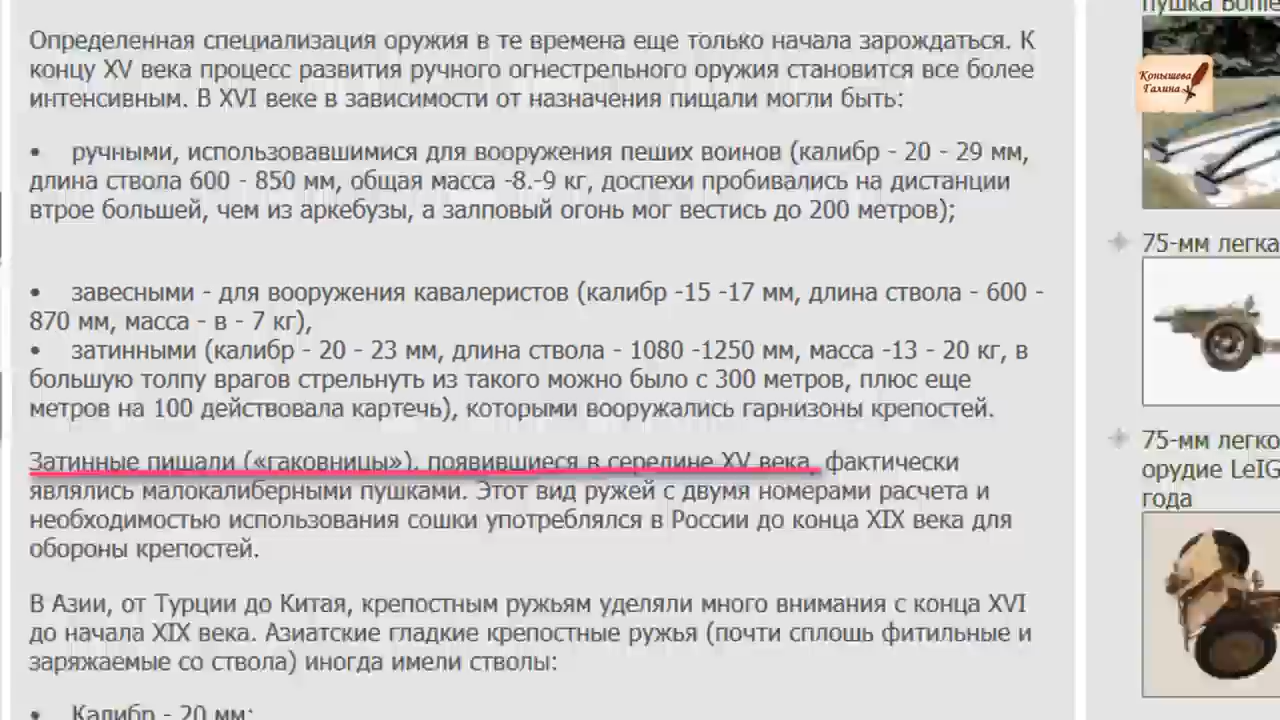 Определенная специализация оружия в те времена еще только начала зарождаться. К
концу XV века процесс развития ручного огнестрельного оружия становится все более
интенсивным. В XVI веке в зависимости от назначения пищали могли быть:
• ручными, использовавшимися для вооружения пеших воинов (калибр - 20 - 29 мм,
длина ствола 600 - 850 мм, общая масса -8.-9 кг, доспехи пробивались на дистанции
втрое большей, чем из аркебузы, а залповый огонь мог вестись до 200 метров);
• завесными - для вооружения кавалеристов (калибр -15 -17 мм, длина ствола - 600 -
870 мм, масса - в - 7 кг),
• затинными (калибр - 20 - 23 мм, длина ствола - 1080 -1250 мм, масса -13 - 20 кг, в
большую толпу врагов стрельнуть из такого можно было с 300 метров, плюс еще
метров на 100 действовала картечь), которыми вооружались гарнизоны крепостей.
Затинные пищали («гаковницы»), появившиеся в середине XV века, фактически
являлись малокалиберными пушками. Этот вид ружей с двумя номерами расчета и
необходимостью использования сошки употреблялся в России до конца XIX века для
обороны крепостей.
В Азии, от Турции до Китая, крепостным ружьям уделяли много внимания с конца XVI
до начала XIX века. Азиатские гладкие крепостные ружья (почти сплошь фитильные и
заряжаемые со ствола) иногда имели стволы:
• Калибр - 20 мм;
пушка Bohle
Конышева
Галина
75-мм легка
75-мм легко
орудие LeIG
года